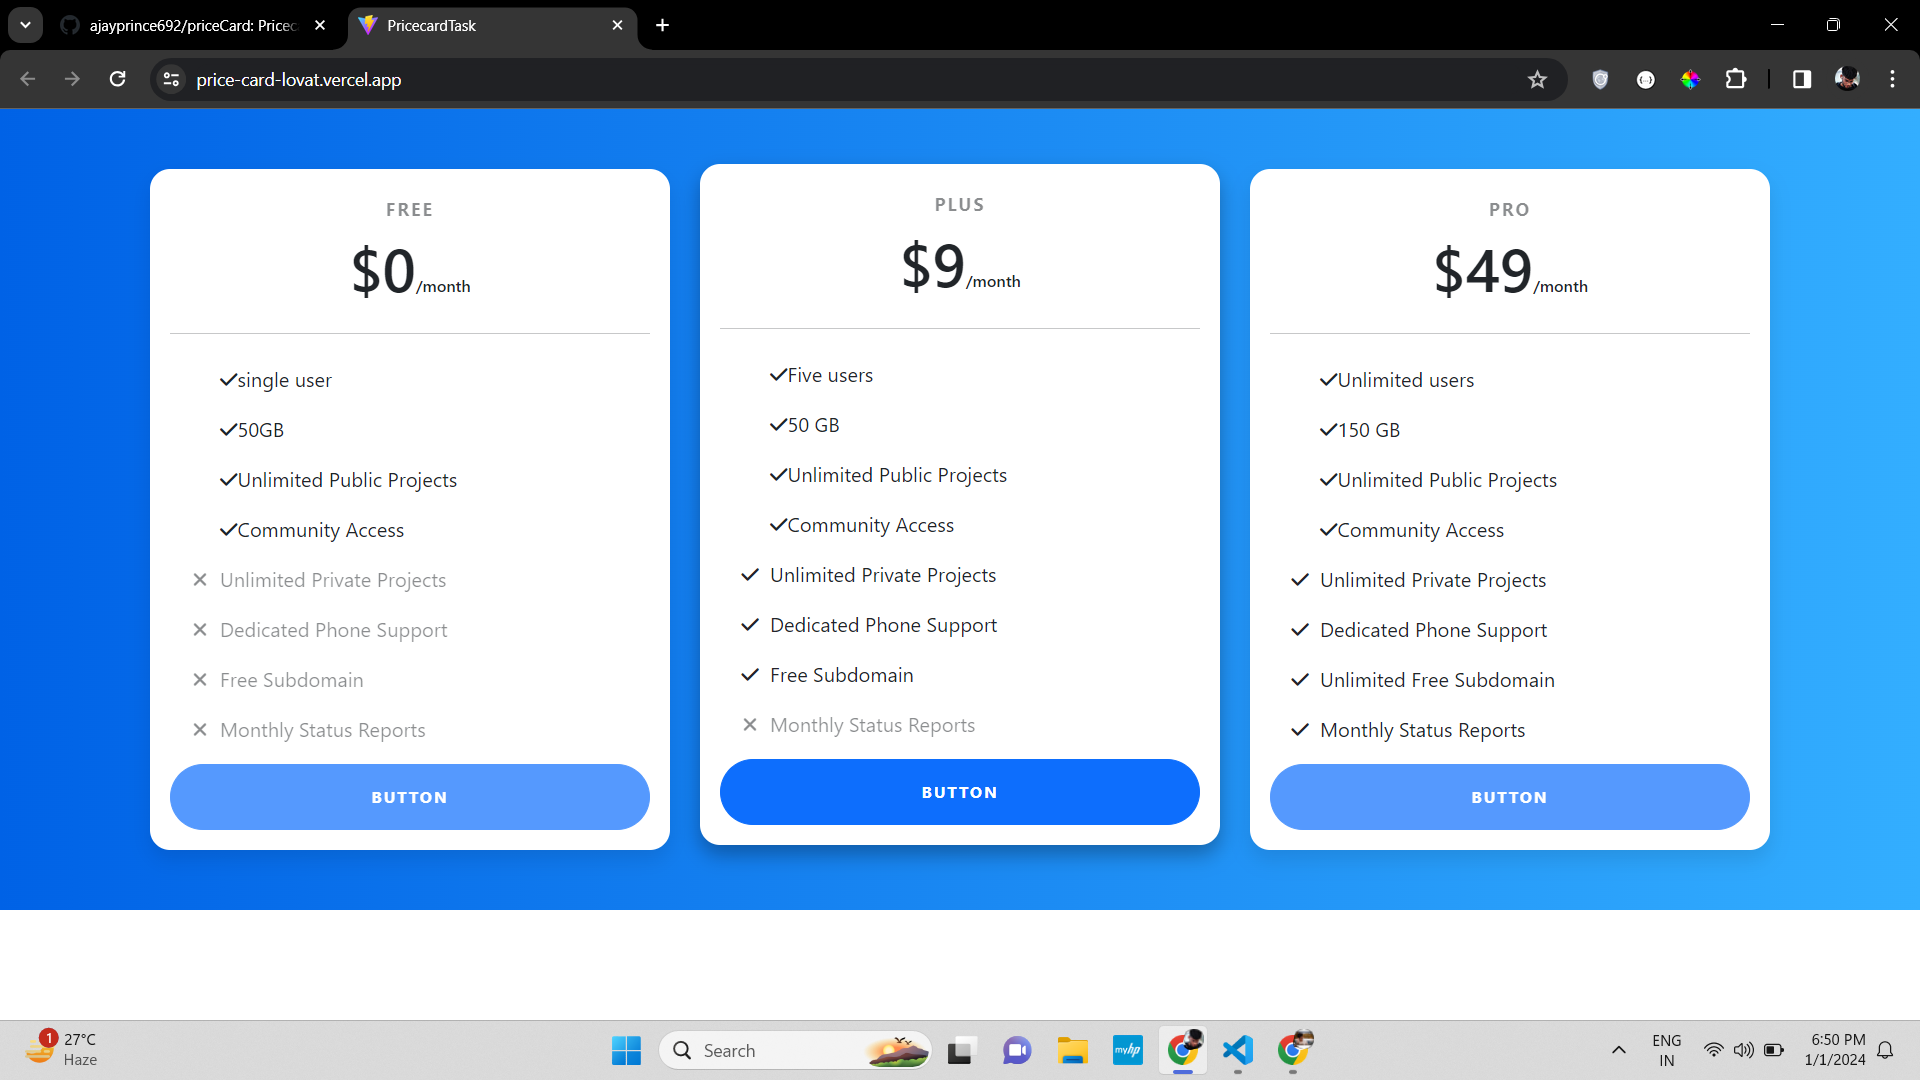 ajayprince692/priceCard: Pricec
PricecardTask
price-card-lovat.vercel.app
FREE
$0/month
single user
50GB
Unlimited Public Projects
Community Access
Unlimited Private Projects
Dedicated Phone Support
Free Subdomain
Monthly Status Reports
BUTTON
PLUS
$9/month
Five users
50 GB
Unlimited Public Projects
Community Access
Unlimited Private Projects
Dedicated Phone Support
Free Subdomain
Monthly Status Reports
BUTTON
PRO
$49/month
Unlimited users
150 GB
Unlimited Public Projects
Community Access
Unlimited Private Projects
Dedicated Phone Support
Unlimited Free Subdomain
Monthly Status Reports
BUTTON
1
27°C
Haze
Search
myhp
ENG
IN
6:50 PM
1/1/2024